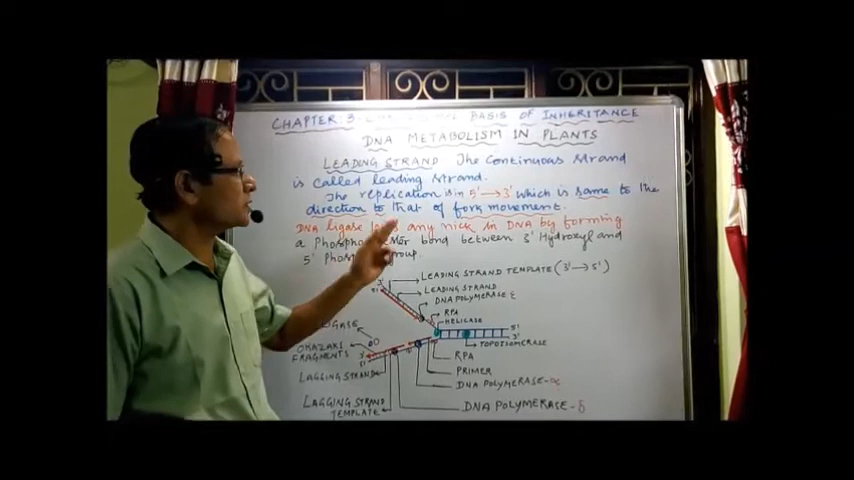 CHAPTER 3- BASIS OF INHERITANCE
DNA METABOLISM IN PLANTS
LEADING STRAND The Continuous Strand
is called leading strand.
The replication is in 5'→3' which is same to the
direction to that of fork movement.
DNA ligase any nick in DNA by forming
a bond between 3' Hydroxyl and
5'
LEADING STRAND TEMPLATE (3'→5')
LEADING STRAND
DNA POLYMERASE ε
RPA
HELICASE
3'
5'
5'
3'
TOPOISOMERASE
OKAZAKI
FRAGMENTS
3'
5'
RPA
PRIMER
LAGGING STRAND
DNA POLYMERASE-α
LAGGING STRAND
TEMPLATE
DNA POLYMERASE-δ